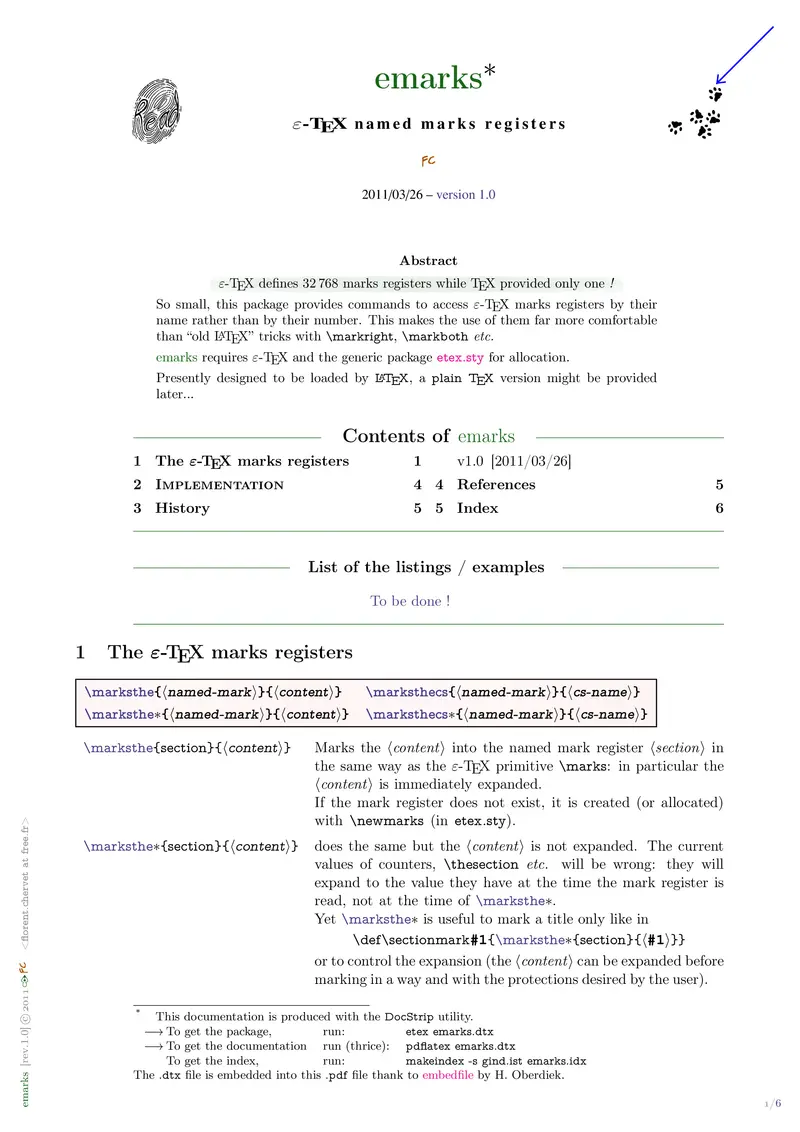 emarks*
Read
ε-TEX named marks registers
FC
2011/03/26 – version 1.0
Abstract
ε-TEX defines 32 768 marks registers while TEX provided only one !
So small, this package provides commands to access ε-TEX marks registers by their
name rather than by their number. This makes the use of them far more comfortable
than “old LATEX” tricks with \markright, \markboth etc.
emarks requires ε-TEX and the generic package etex.sty for allocation.
Presently designed to be loaded by LATEX, a plain TEX version might be provided
later...
Contents of emarks
1 The ε-TEX marks registers 1
2 IMPLEMENTATION 4
3 History 5
v1.0 [2011/03/26]
4 References 5
5 Index 6
List of the listings / examples
To be done !
1 The ε-TEX marks registers
\marksthe{⟨named-mark⟩}{⟨content⟩} \marksthecs{⟨named-mark⟩}{⟨cs-name⟩}
\marksthe*{⟨named-mark⟩}{⟨content⟩} \marksthecs*{⟨named-mark⟩}{⟨cs-name⟩}
\marksthe{section}{⟨content⟩} Marks the ⟨content⟩ into the named mark register ⟨section⟩ in
the same way as the ε-TEX primitive \marks: in particular the
⟨content⟩ is immediately expanded.
If the mark register does not exist, it is created (or allocated)
with \newmarks (in etex.sty).
\marksthe*{section}{⟨content⟩} does the same but the ⟨content⟩ is not expanded. The current
values of counters, \thesection etc. will be wrong: they will
expand to the value they have at the time the mark register is
read, not at the time of \marksthe*.
Yet \marksthe* is useful to mark a title only like in
\def\sectionmark#1{\marksthe*{section}{⟨#1⟩}}
or to control the expansion (the ⟨content⟩ can be expanded before
marking in a way and with the protections desired by the user).
* This documentation is produced with the DocStrip utility.
⟶ To get the package, run: etex emarks.dtx
⟶ To get the documentation run (thrice): pdflatex emarks.dtx
To get the index, run: makeindex -s gind.ist emarks.idx
The .dtx file is embedded into this .pdf file thank to embedfile by H. Oberdiek.
emarks [rev.1.0] © 2011 FC <florent chervet at free.fr>
1/6